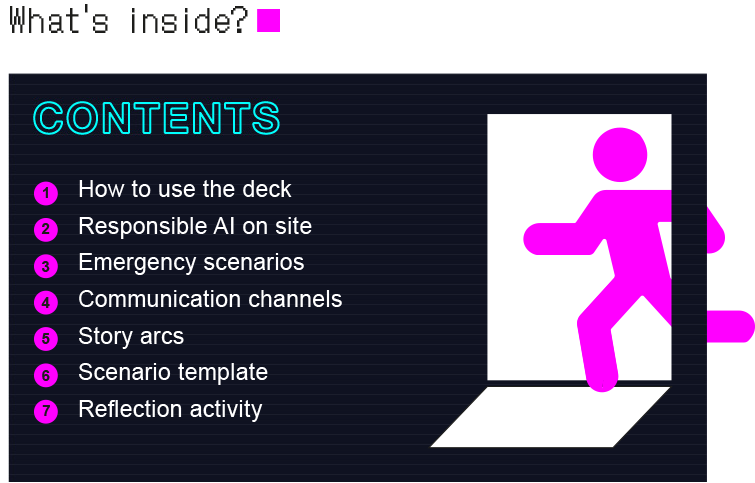 What's inside?
CONTENTS
1 How to use the deck
2 Responsible AI on site
3 Emergency scenarios
4 Communication channels
5 Story arcs
6 Scenario template
7 Reflection activity